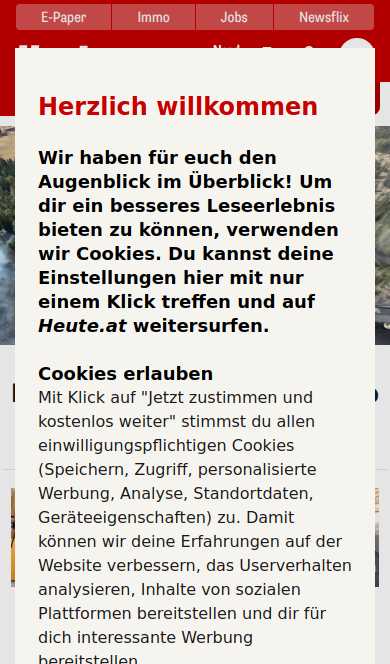 E-Paper Immo Jobs Newsflix
Herzlich willkommen
Wir haben für euch den
Augenblick im Überblick! Um
dir ein besseres Leseerlebnis
bieten zu können, verwenden
wir Cookies. Du kannst deine
Einstellungen hier mit nur
einem Klick treffen und auf
Heute.at weitersurfen.
Cookies erlauben
Mit Klick auf "Jetzt zustimmen und
kostenlos weiter" stimmst du allen
einwilligungspflichtigen Cookies
(Speichern, Zugriff, personalisierte
Werbung, Analyse, Standortdaten,
Geräteeigenschaften) zu. Damit
können wir deine Erfahrungen auf der
Website verbessern, das Userverhalten
analysieren, Inhalte von sozialen
Plattformen bereitstellen und dir für
dich interessante Werbung
bereitstellen